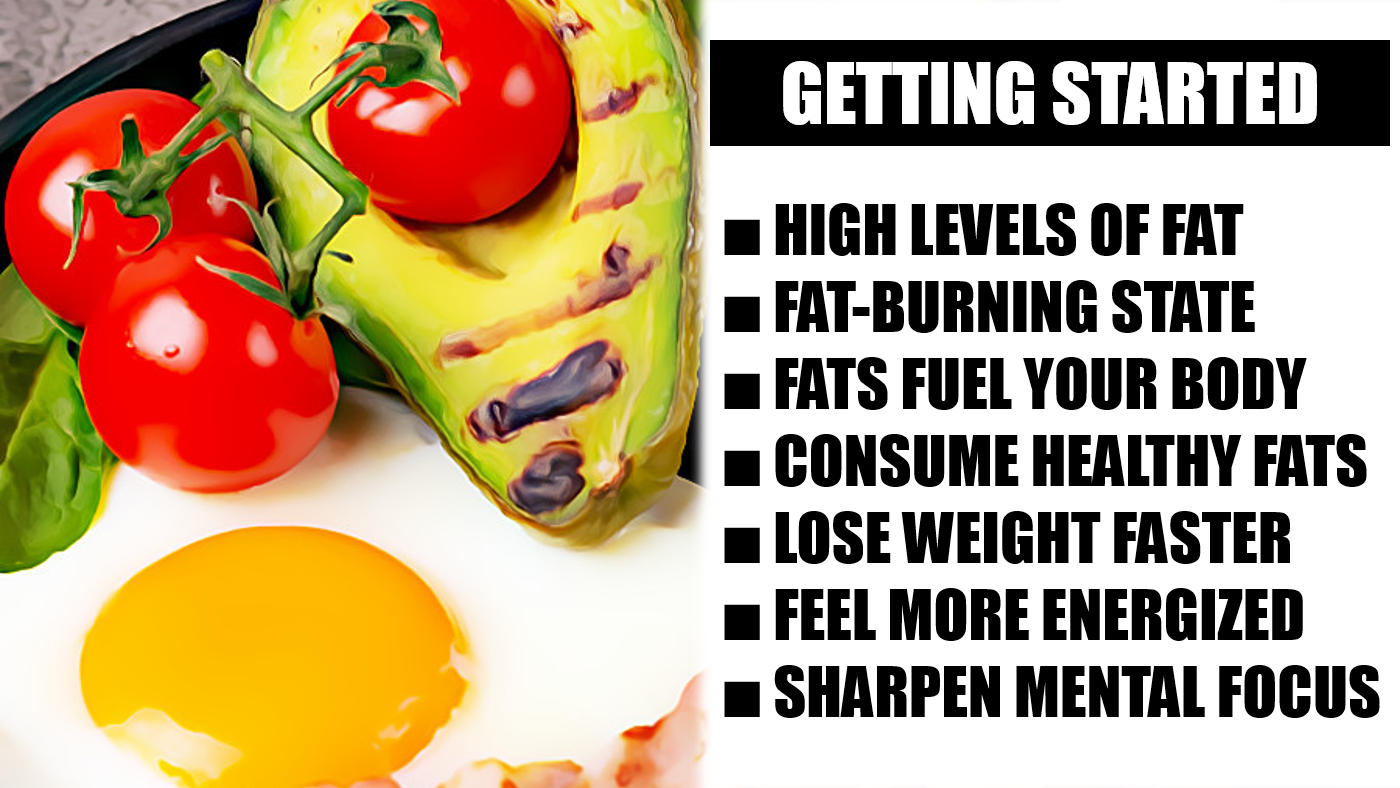 GETTING STARTED
■ HIGH LEVELS OF FAT
■ FAT-BURNING STATE
■ FATS FUEL YOUR BODY
■ CONSUME HEALTHY FATS
■ LOSE WEIGHT FASTER
■ FEEL MORE ENERGIZED
■ SHARPEN MENTAL FOCUS